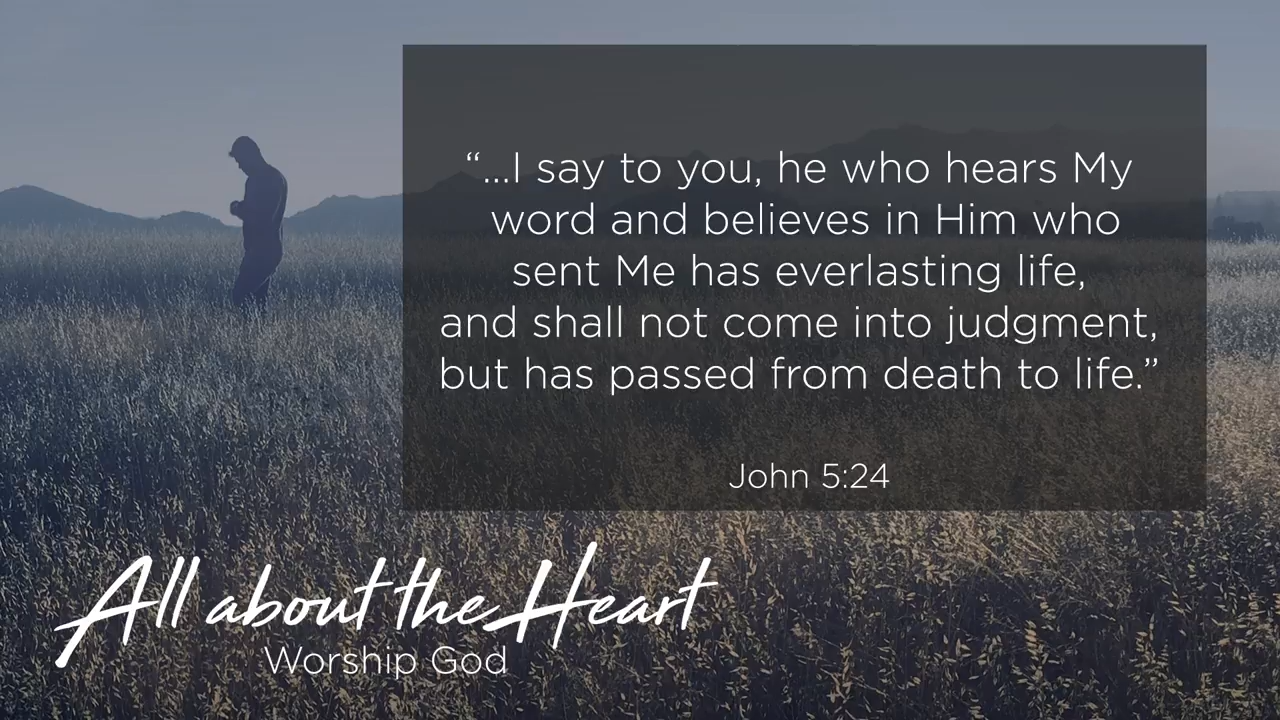 “...I say to you, he who hears My
word and believes in Him who
sent Me has everlasting life,
and shall not come into judgment,
but has passed from death to life.”
John 5:24
All about the Heart
Worship God